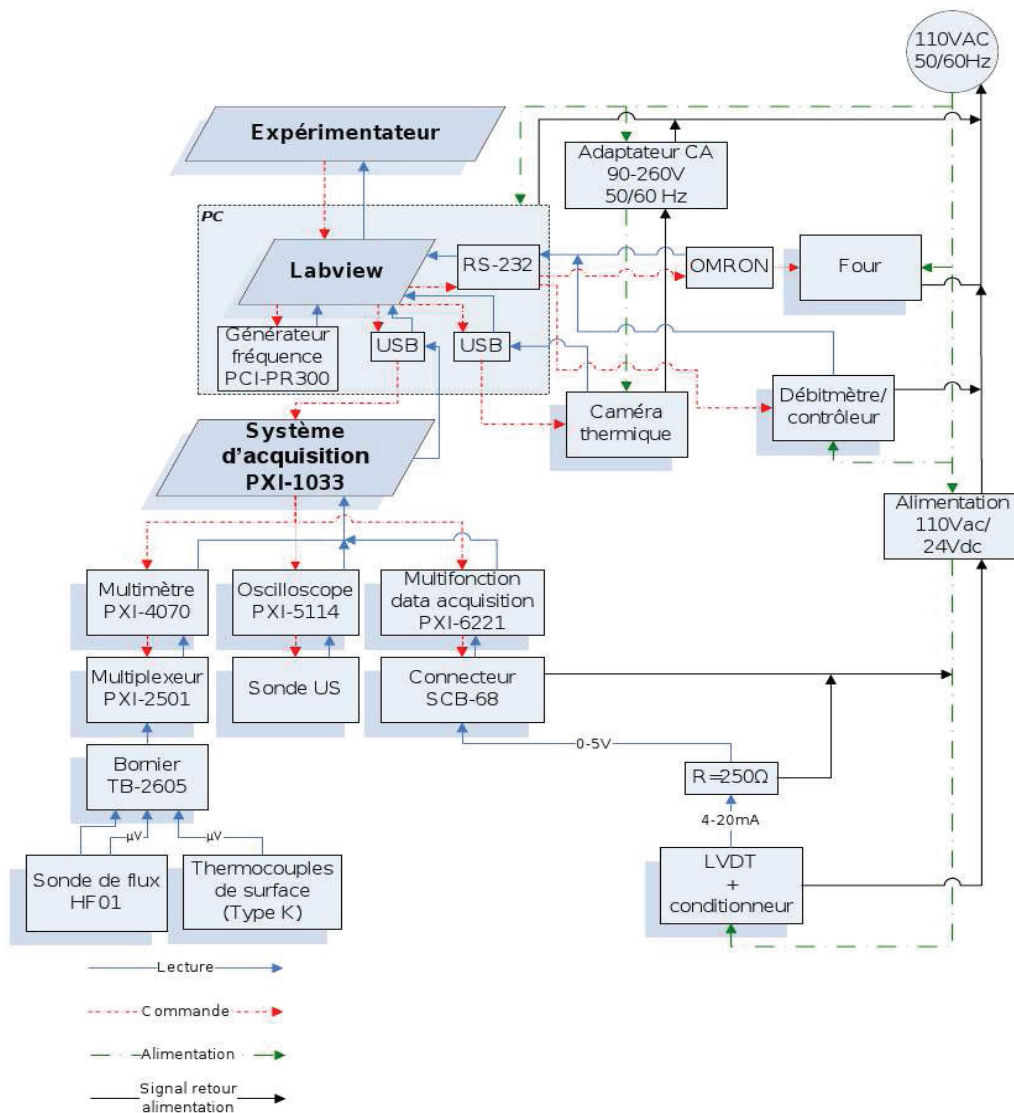 110VAC
50/60Hz
Expérimentateur
Adaptateur CA
90-260V
50/60 Hz
PC
Labview
RS-232
OMRON
Four
Générateur
fréquence
PCI-PR300
USB
USB
Caméra
thermique
Débitmètre/
contrôleur
Système
d'acquisition
PXI-1033
Alimentation
110Vac/
24Vdc
Multimètre
PXI-4070
Oscilloscope
PXI-5114
Multifonction
data acquisition
PXI-6221
Multiplexeur
PXI-2501
Sonde US
Connecteur
SCB-68
0-5V
Bornier
TB-2605
R=250Ω
4-20mA
µV
µV
Sonde de flux
HF01
Thermocouples
de surface
(Type K)
LVDT
+
conditionneur
Lecture
Commande
Alimentation
Signal retour
alimentation